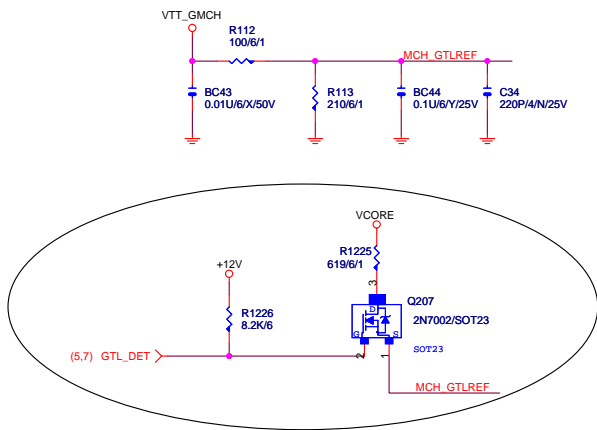 VTT_GMCH
R112
100/6/1
MCH_GTLREF
BC43
0.01U/6/X/50V
R113
210/6/1
BC44
0.1U/6/Y/25V
C34
220P/4/N/25V
VCORE
R1225
619/6/1
+12V
3
Q207
R1226
8.2K/6
D
2N7002/SOT23
G
S
SOT23
(5,7) GTL_DET
2
1
MCH_GTLREF